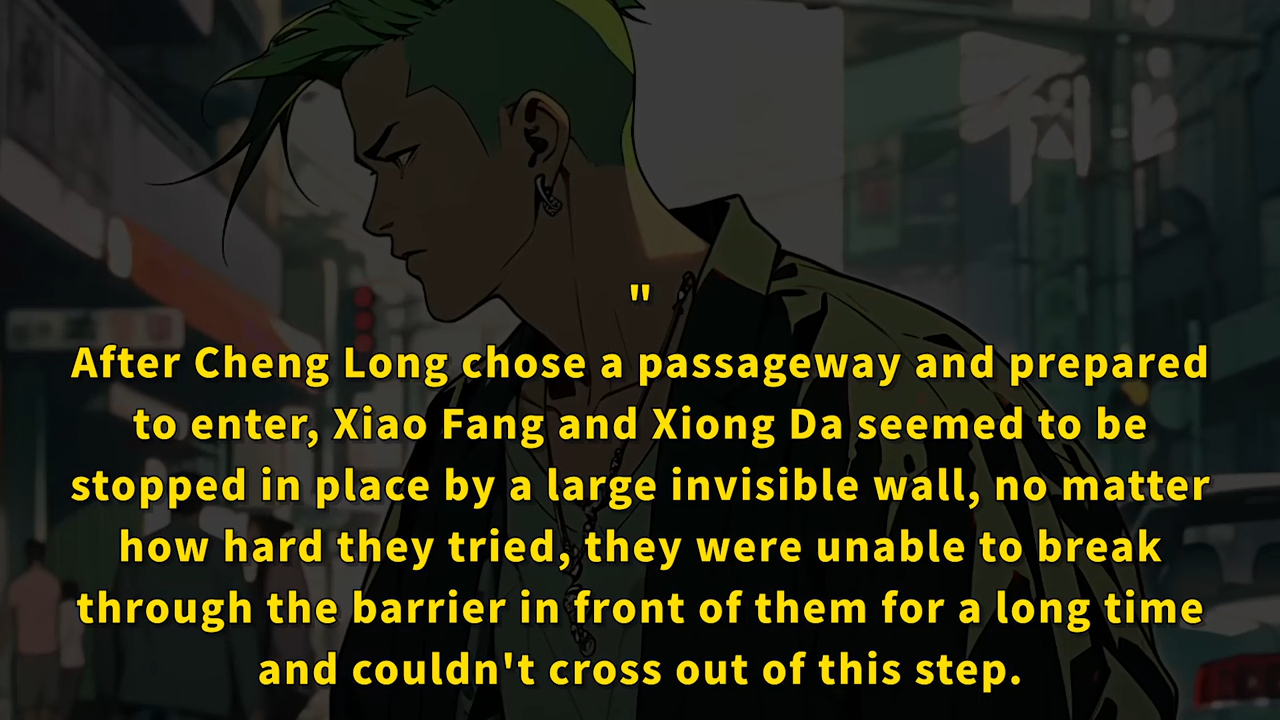 "
After Cheng Long chose a passageway and prepared
to enter, Xiao Fang and Xiong Da seemed to be
stopped in place by a large invisible wall, no matter
how hard they tried, they were unable to break
through the barrier in front of them for a long time
and couldn't cross out of this step.